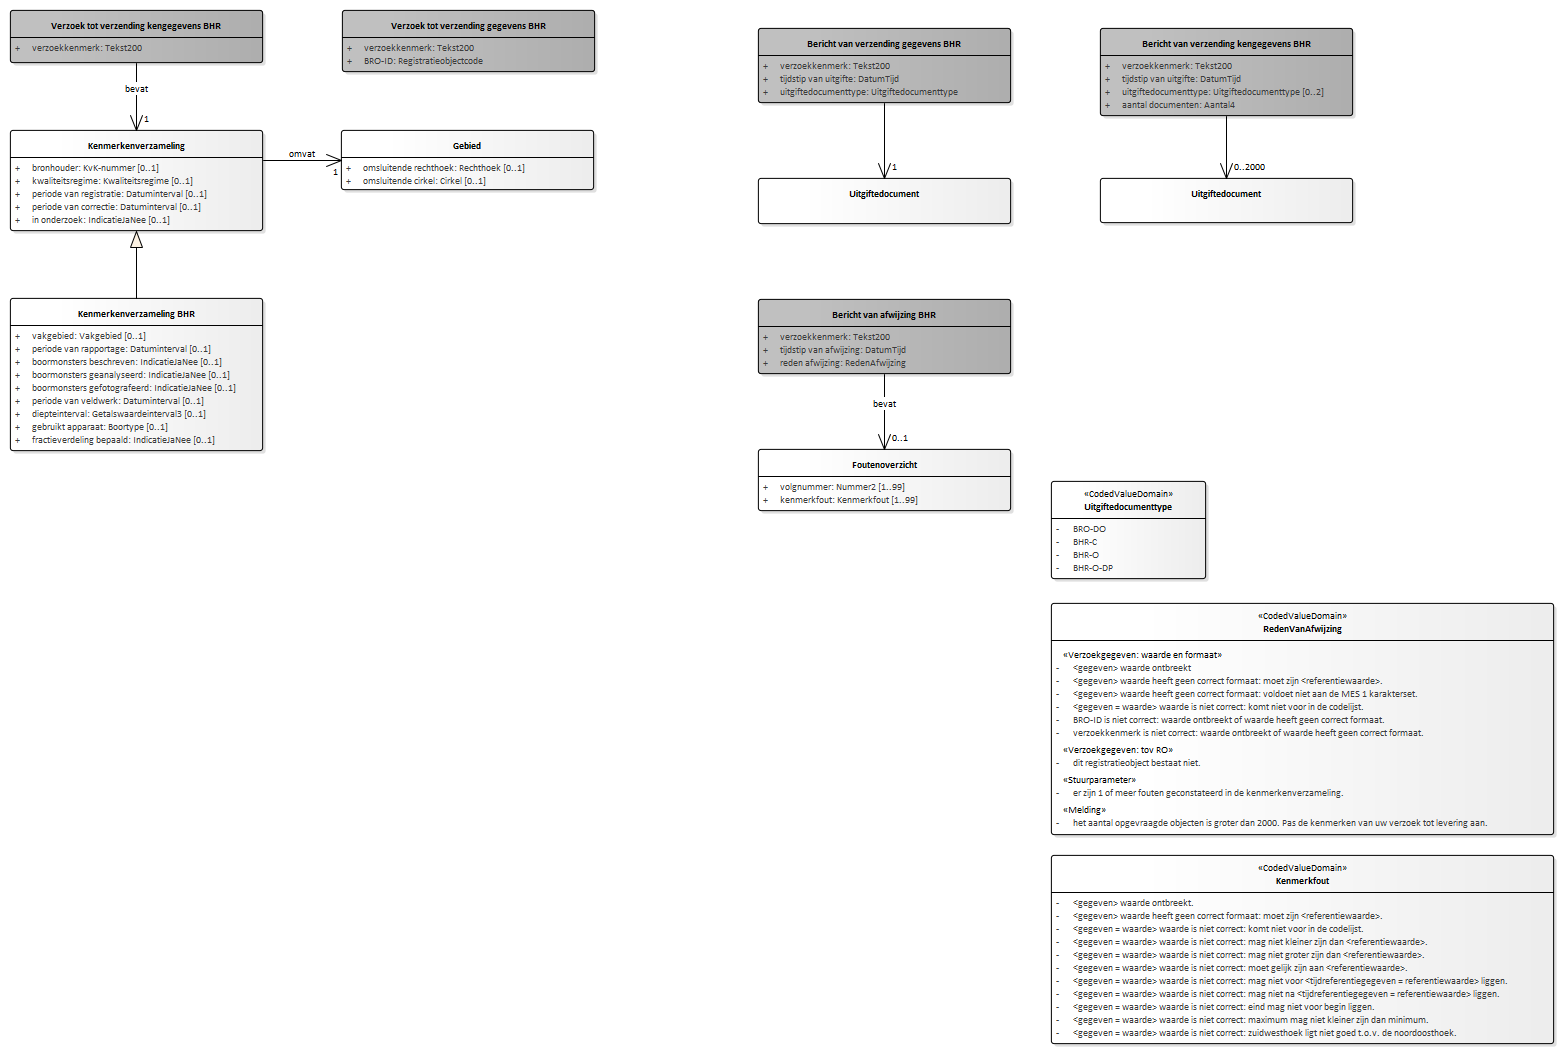 Verzoek tot verzending kengegevens BHR
+ verzoekkenmerk: Tekst200
bevat
1
Kenmerkenverzameling
+ bronhouder: KvK-nummer [0..1]
+ kwaliteitsregime: Kwaliteitsregime [0..1]
+ periode van registratie: Datuminterval [0..1]
+ periode van correctie: Datuminterval [0..1]
+ in onderzoek: IndicatieJaNee [0..1]
Kenmerkenverzameling BHR
+ vakgebied: Vakgebied [0..1]
+ periode van rapportage: Datuminterval [0..1]
+ boormonsters beschreven: IndicatieJaNee [0..1]
+ boormonsters geanalyseerd: IndicatieJaNee [0..1]
+ boormonsters gefotografeerd: IndicatieJaNee [0..1]
+ periode van veldwerk: Datuminterval [0..1]
+ diepteinterval: Getalswaardeinterval3 [0..1]
+ gebruikt apparaat: Boortype [0..1]
+ fractieverdeling bepaald: IndicatieJaNee [0..1]
Verzoek tot verzending gegevens BHR
+ verzoekkenmerk: Tekst200
+ BRO-ID: Registratieobjectcode
omvat
1
Gebied
+ omsluitende rechthoek: Rechthoek [0..1]
+ omsluitende cirkel: Cirkel [0..1]
Bericht van verzending gegevens BHR
+ verzoekkenmerk: Tekst200
+ tijdstip van uitgifte: DatumTijd
+ uitgiftedocumenttype: Uitgiftedocumenttype
1
Uitgiftedocument
Bericht van verzending kengegevens BHR
+ verzoekkenmerk: Tekst200
+ tijdstip van uitgifte: DatumTijd
+ uitgiftedocumenttype: Uitgiftedocumenttype [0..2]
+ aantal documenten: Aantal4
0..2000
Uitgiftedocument
Bericht van afwijzing BHR
+ verzoekkenmerk: Tekst200
+ tijdstip van afwijzing: DatumTijd
+ reden afwijzing: RedenAfwijzing
bevat
0..1
Foutenoverzicht
+ volgnummer: Nummer2 [1..99]
+ kenmerkfout: Kenmerkfout [1..99]
«CodedValueDomain»
Uitgiftedocumenttype
- BRO-DO
- BHR-C
- BHR-O
- BHR-O-DP
«CodedValueDomain»
RedenVanAfwijzing
«Verzoekgegeven: waarde en formaat»
- <gegeven> waarde ontbreekt
- <gegeven> waarde heeft geen correct formaat: moet zijn <referentiewaarde>.
- <gegeven> waarde heeft geen correct formaat: voldoet niet aan de MES 1 karakterset.
- <gegeven = waarde> waarde is niet correct: komt niet voor in de codelijst.
- BRO-ID is niet correct: waarde ontbreekt of waarde heeft geen correct formaat.
- verzoekkenmerk is niet correct: waarde ontbreekt of waarde heeft geen correct formaat.
«Verzoekgegeven: tov RO»
- dit registratieobject bestaat niet.
«Stuurparameter»
- er zijn 1 of meer fouten geconstateerd in de kenmerkenverzameling.
«Melding»
- het aantal opgevraagde objecten is groter dan 2000. Pas de kenmerken van uw verzoek tot levering aan.
«CodedValueDomain»
Kenmerkfout
- <gegeven> waarde ontbreekt.
- <gegeven> waarde heeft geen correct formaat: moet zijn <referentiewaarde>.
- <gegeven = waarde> waarde is niet correct: komt niet voor in de codelijst.
- <gegeven = waarde> waarde is niet correct: mag niet kleiner zijn dan <referentiewaarde>.
- <gegeven = waarde> waarde is niet correct: mag niet groter zijn dan <referentiewaarde>.
- <gegeven = waarde> waarde is niet correct: moet gelijk zijn aan <referentiewaarde>.
- <gegeven = waarde> waarde is niet correct: mag niet voor <tijdreferentiegegeven = referentiewaarde> liggen.
- <gegeven = waarde> waarde is niet correct: mag niet na <tijdreferentiegegeven = referentiewaarde> liggen.
- <gegeven = waarde> waarde is niet correct: eind mag niet voor begin liggen.
- <gegeven = waarde> waarde is niet correct: maximum mag niet kleiner zijn dan minimum.
- <gegeven = waarde> waarde is niet correct: zuidwesthoek ligt niet goed t.o.v. de noordoosthoek.